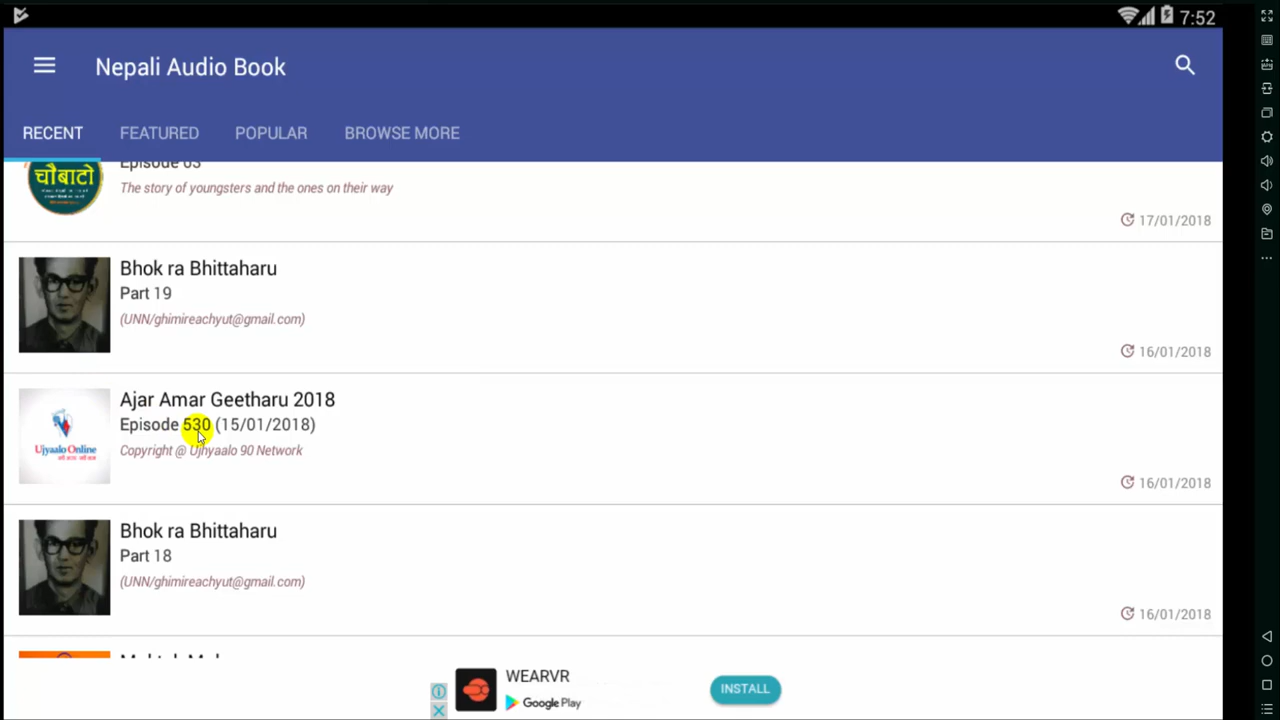 7:52
Nepali Audio Book
RECENT FEATURED POPULAR BROWSE MORE
Episode 63
चौबाटो
The story of youngsters and the ones on their way
17/01/2018
Bhok ra Bhittaharu
Part 19
(UNN/ghimireachyut@gmail.com)
16/01/2018
Ajar Amar Geetharu 2018
Episode 530 (15/01/2018)
Ujyaalo Online
Copyright @ Ujhyaalo 90 Network
16/01/2018
Bhok ra Bhittaharu
Part 18
(UNN/ghimireachyut@gmail.com)
16/01/2018
WEARVR
Google Play
INSTALL